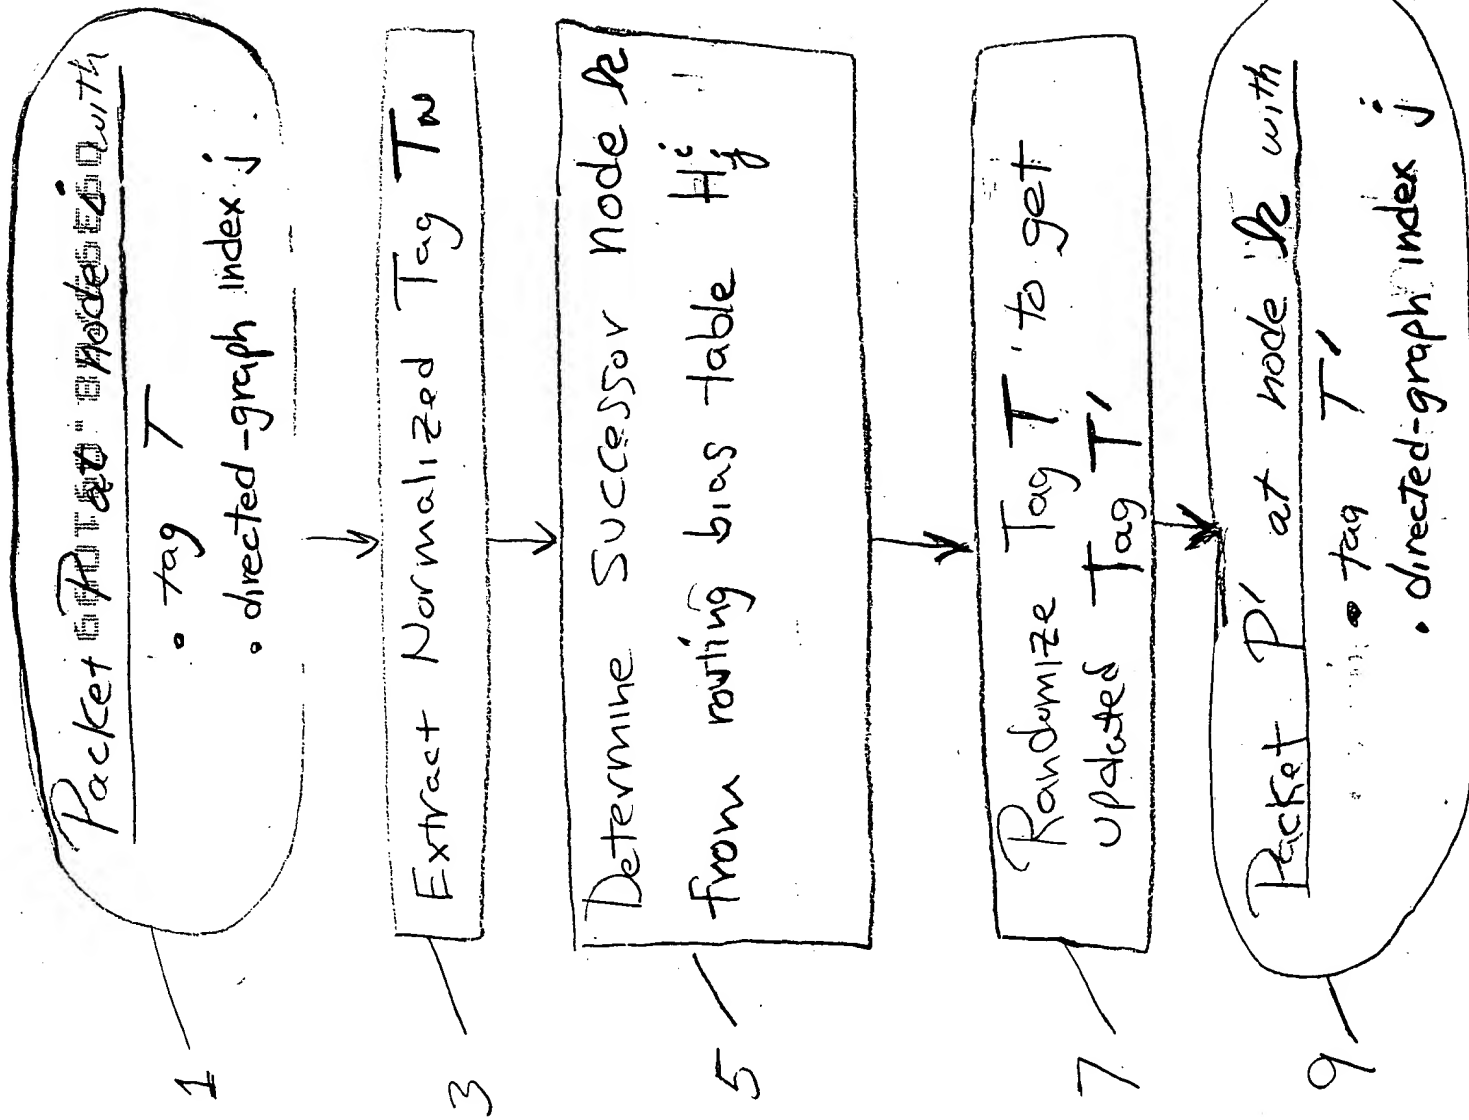 Packet P at node i with
• tag T
• directed-graph index j
1
Extract Normalized Tag TN
3
Determine Successor node k
from routing bias table H^i_j
5
Randomize Tag T to get
updated Tag T'
7
Packet P' at node k with
• tag T'
• directed-graph index j
9